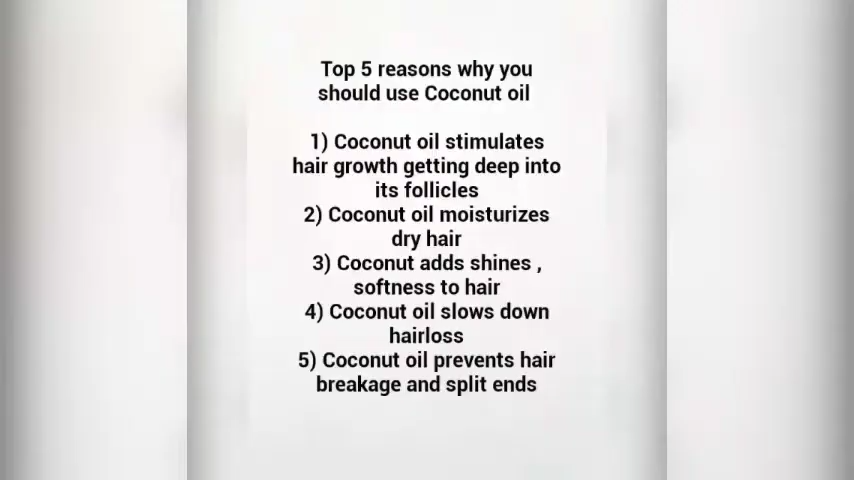 Top 5 reasons why you
should use Coconut oil
1) Coconut oil stimulates
hair growth getting deep into
its follicles
2) Coconut oil moisturizes
dry hair
3) Coconut adds shines ,
softness to hair
4) Coconut oil slows down
hairloss
5) Coconut oil prevents hair
breakage and split ends